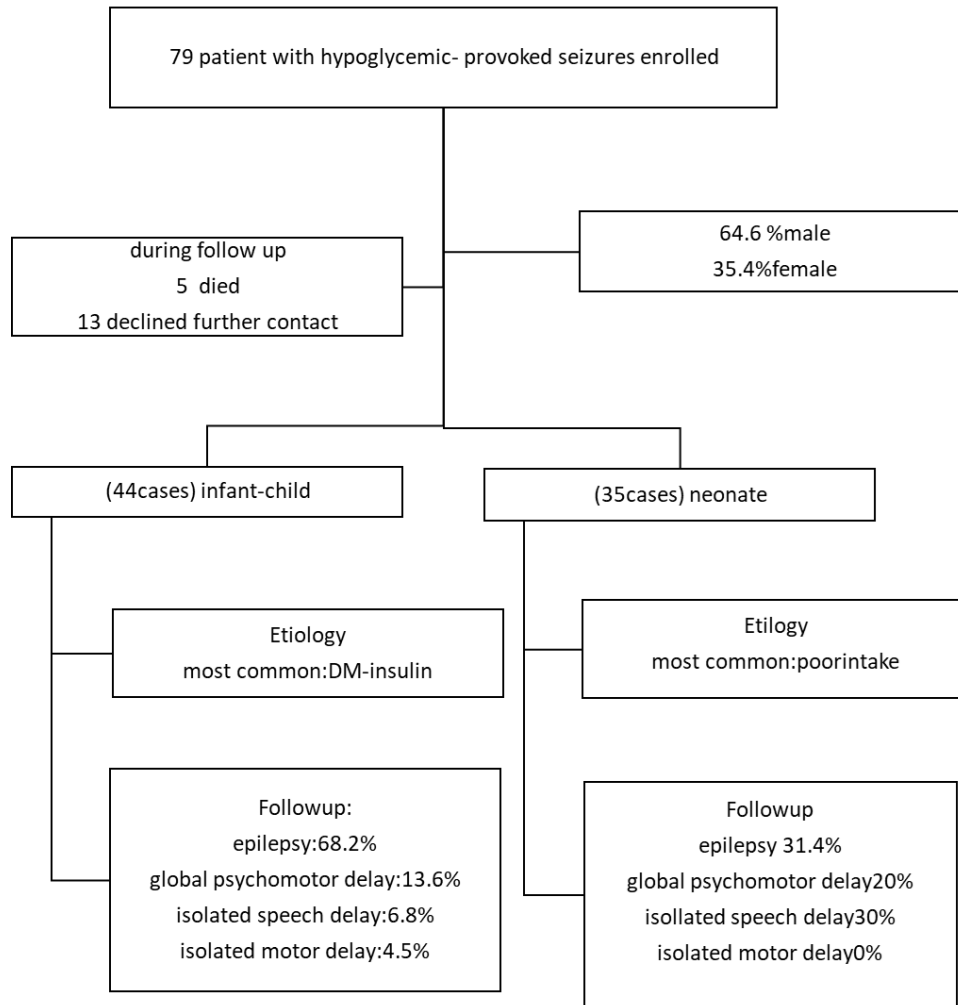 79 patient with hypoglycemic- provoked seizures enrolled
64.6 %male
35.4%female
during follow up
5 died
13 declined further contact
(44cases) infant-child
(35cases) neonate
Etiology
most common:DM-insulin
Etilogy
most common:poorintake
Followup:
epilepsy:68.2%
global psychomotor delay:13.6%
isolated speech delay:6.8%
isolated motor delay:4.5%
Followup
epilepsy 31.4%
global psychomotor delay20%
isollated speech delay30%
isolated motor delay0%